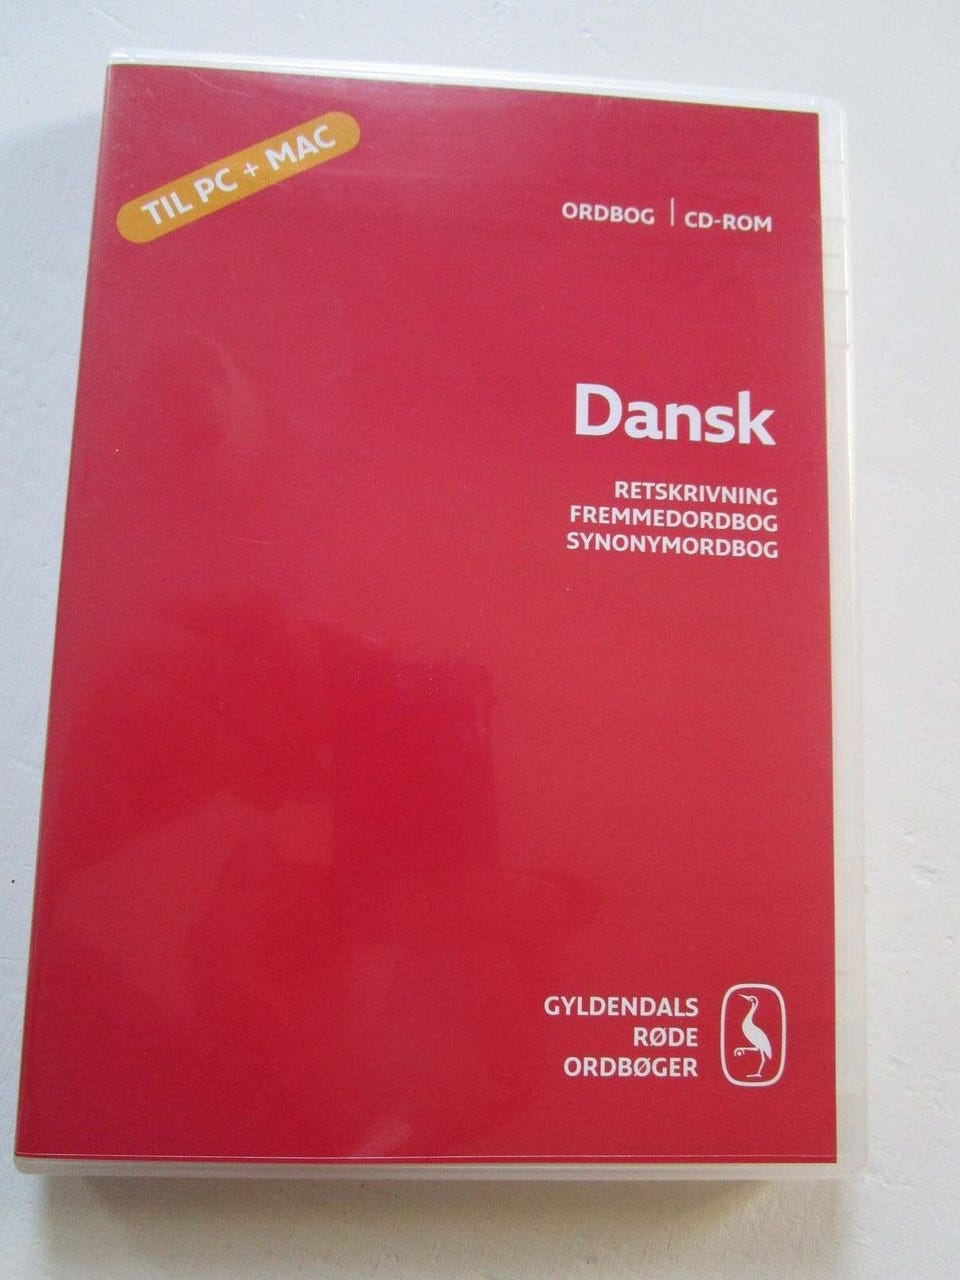 TIL PC + MAC
ORDBOG | CD-ROM
Dansk
RETSKRIVNING
FREMMEDORDBOG
SYNONYMORDBOG
GYLDENDALS
RØDE
ORDBØGER